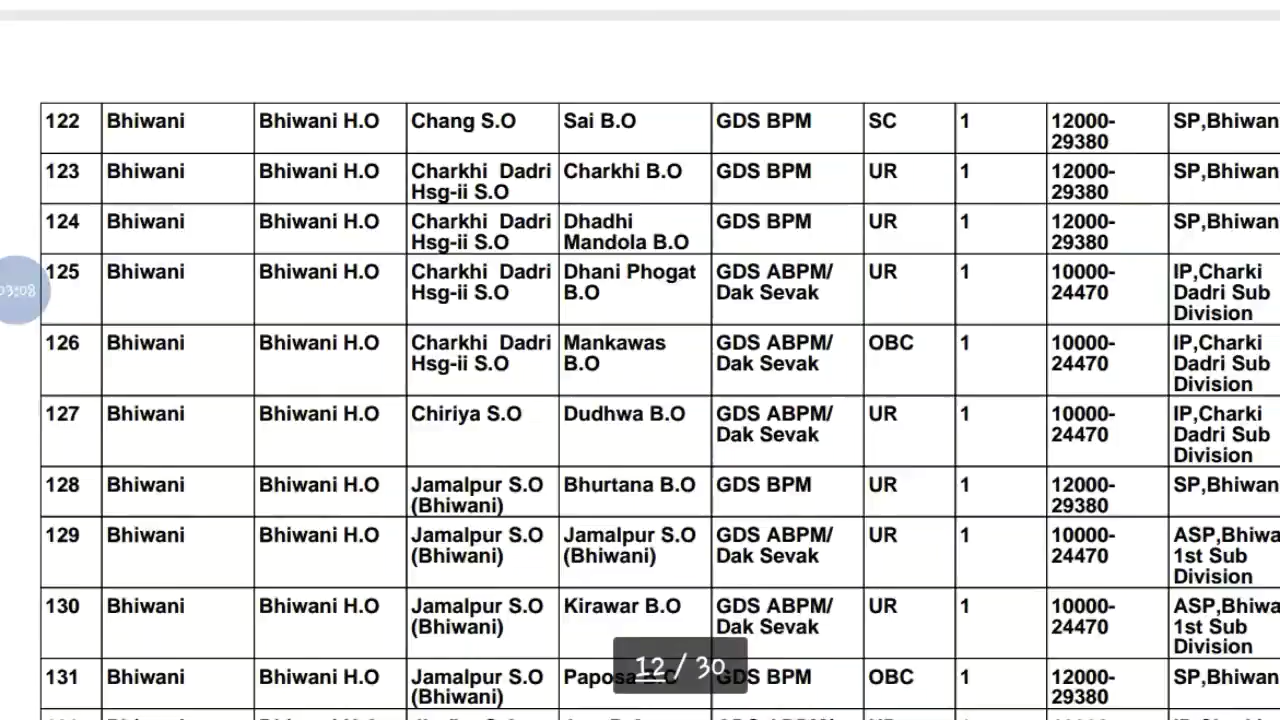 122 Bhiwani Bhiwani H.O Chang S.O Sai B.O GDS BPM SC 1 12000-
29380 SP,Bhiwan
123 Bhiwani Bhiwani H.O Charkhi Dadri
Hsg-ii S.O Charkhi B.O GDS BPM UR 1 12000-
29380 SP,Bhiwan
124 Bhiwani Bhiwani H.O Charkhi Dadri
Hsg-ii S.O Dhadhi
Mandola B.O GDS BPM UR 1 12000-
29380 SP,Bhiwan
03:08
125 Bhiwani Bhiwani H.O Charkhi Dadri
Hsg-ii S.O Dhani Phogat
B.O GDS ABPM/
Dak Sevak UR 1 10000-
24470 IP,Charki
Dadri Sub
Division
126 Bhiwani Bhiwani H.O Charkhi Dadri
Hsg-ii S.O Mankawas
B.O GDS ABPM/
Dak Sevak OBC 1 10000-
24470 IP,Charki
Dadri Sub
Division
127 Bhiwani Bhiwani H.O Chiriya S.O Dudhwa B.O GDS ABPM/
Dak Sevak UR 1 10000-
24470 IP,Charki
Dadri Sub
Division
128 Bhiwani Bhiwani H.O Jamalpur S.O
(Bhiwani) Bhurtana B.O GDS BPM UR 1 12000-
29380 SP,Bhiwan
129 Bhiwani Bhiwani H.O Jamalpur S.O
(Bhiwani) Jamalpur S.O
(Bhiwani) GDS ABPM/
Dak Sevak UR 1 10000-
24470 ASP,Bhiwa
1st Sub
Division
130 Bhiwani Bhiwani H.O Jamalpur S.O
(Bhiwani) Kirawar B.O GDS ABPM/
Dak Sevak UR 1 10000-
24470 ASP,Bhiwa
1st Sub
Division
12 / 30
131 Bhiwani Bhiwani H.O Jamalpur S.O
(Bhiwani) Paposa B.O GDS BPM OBC 1 12000-
29380 SP,Bhiwan